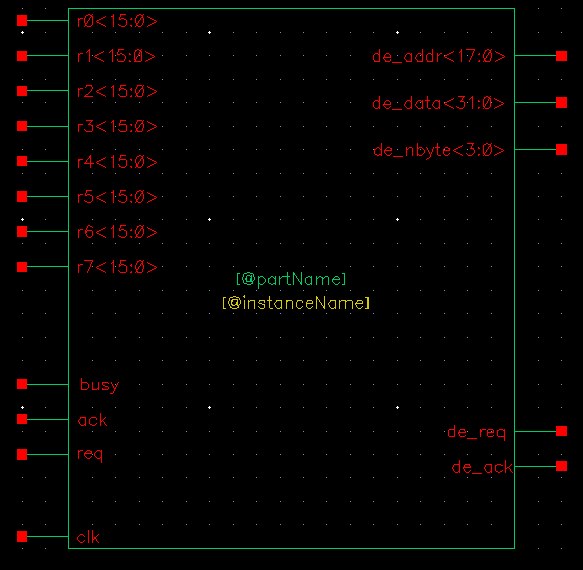 r0<15:0>
r1<15:0>
r2<15:0>
r3<15:0>
r4<15:0>
r5<15:0>
r6<15:0>
r7<15:0>
busy
ack
req
clk
[@partName]
[@instanceName]
de_addr<17:0>
de_data<31:0>
de_nbyte<3:0>
de_req
de_ack